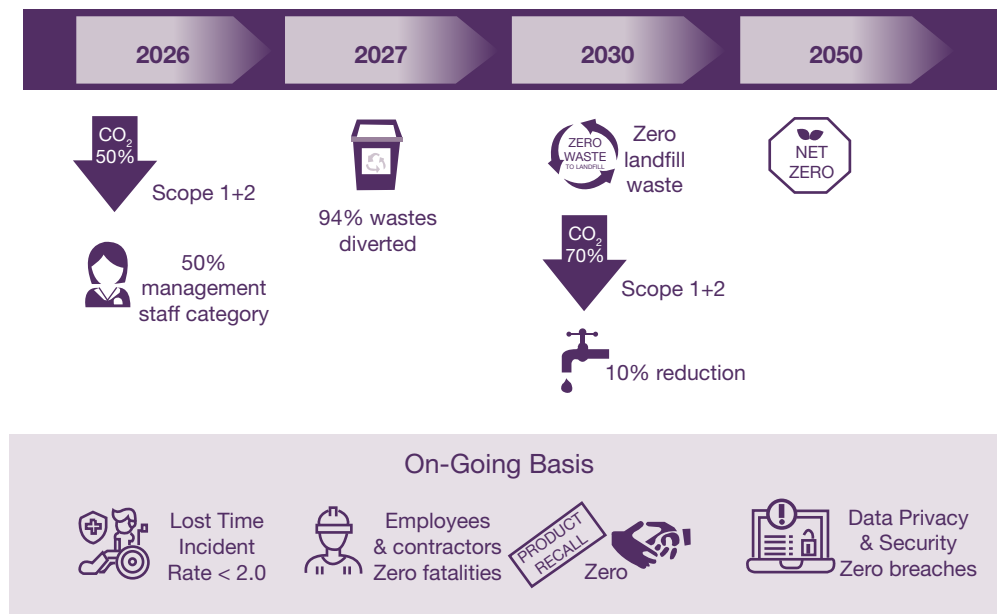 2026
2027
2030
2050
CO2
50%
Scope 1+2
50%
management
staff category
94% wastes
diverted
ZERO
WASTE
TO LANDFILL
Zero
landfill
waste
CO2
70%
Scope 1+2
10% reduction
NET
ZERO
On-Going Basis
Lost Time
Incident
Rate < 2.0
Employees
& contractors
Zero fatalities
PRODUCT
RECALL
Zero
Data Privacy
& Security
Zero breaches